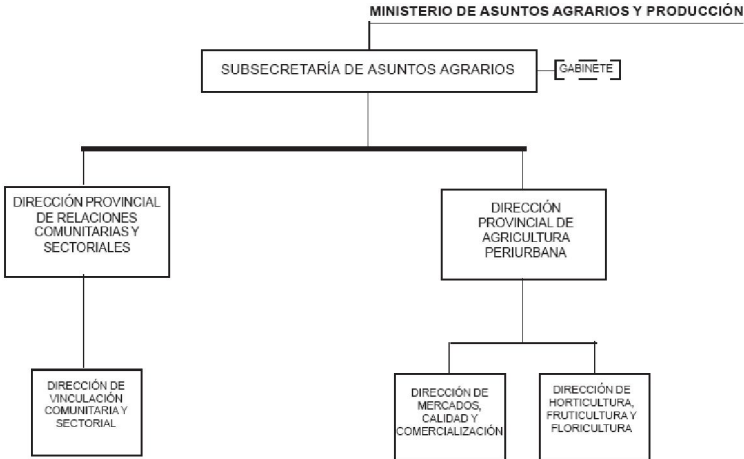 MINISTERIO DE ASUNTOS AGRARIOS Y PRODUCCIÓN
SUBSECRETARÍA DE ASUNTOS AGRARIOS
GABINETE
DIRECCIÓN PROVINCIAL
DE RELACIONES
COMUNITARIAS Y
SECTORIALES
DIRECCIÓN
PROVINCIAL DE
AGRICULTURA
PERIURBANA
DIRECCIÓN DE
VINCULACIÓN
COMUNITARIA Y
SECTORIAL
DIRECCIÓN DE
MERCADOS,
CALIDAD Y
COMERCIALIZACIÓN
DIRECCIÓN DE
HORTICULTURA,
FRUTICULTURA Y
FLORICULTURA